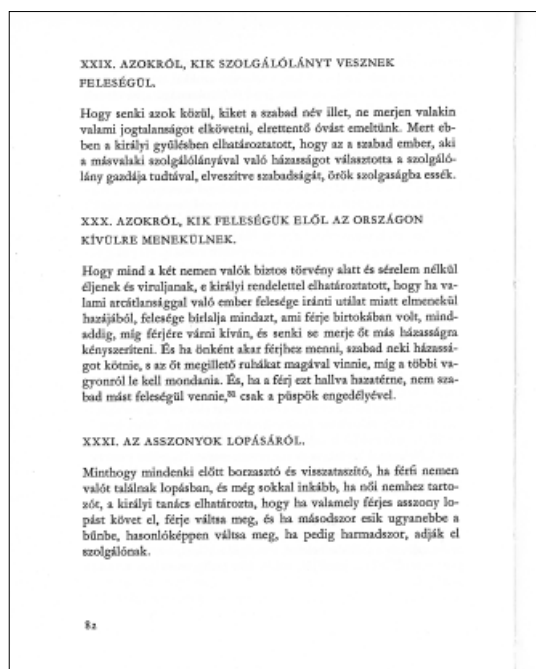 XXIX. AZOKRÓL, KIK SZOLGÁLÓLÁNYT VESZNEK
FELESÉGÜL.
Hogy senki azok közül, kiket a szabad név illet, ne merjen valakin
valami jogtalanságot elkövetni, elrettentő óvást emeltünk. Mert eb-
ben a királyi gyűlésben elhatároztatott, hogy az a szabad ember, aki
a másvalaki szolgálólányával való házasságot választotta a szolgáló-
lány gazdája tudtával, elveszítve szabadságát, örök szolgaságba essék.
XXX. AZOKRÓL, KIK FELESÉGÜK ELŐL AZ ORSZÁGON
KÍVÜLRE MENEKÜLNEK.
Hogy mind a két nemen valók biztos törvény alatt és sérelem nélkül
éljenek és viruljanak, e királyi rendelettel elhatároztatott, hogy ha va-
lami arcátlansággal való ember felesége iránti utálat miatt elmenekül
hazájából, felesége bírlalja mindazt, ami férje birtokában volt, mind-
addig, míg férjére várni kíván, és senki se merje őt más házasságra
kényszeríteni. És ha önként akar férjhez menni, szabad neki házassá-
got kötnie, s az őt megillető ruhákat magával vinnie, míg a többi va-
gyonról le kell mondania. És, ha a férj ezt hallva hazatérne, nem sza-
bad mást feleségül vennie, csak a püspök engedélyével.
XXXI. AZ ASSZONYOK LOPÁSÁRÓL.
Minthogy mindenki előtt borzasztó és visszataszító, ha férfi nemen
valót találnak lopásban, és még sokkal inkább, ha női nemhez tarto-
zót, a királyi tanács elhatározta, hogy ha valamely férjes asszony lo-
pást követ el, férje váltsa meg, és ha másodszor esik ugyanebbe a
bűnbe, hasonlóképpen váltsa meg, ha pedig harmadszor, adják el
szolgálónak.
82